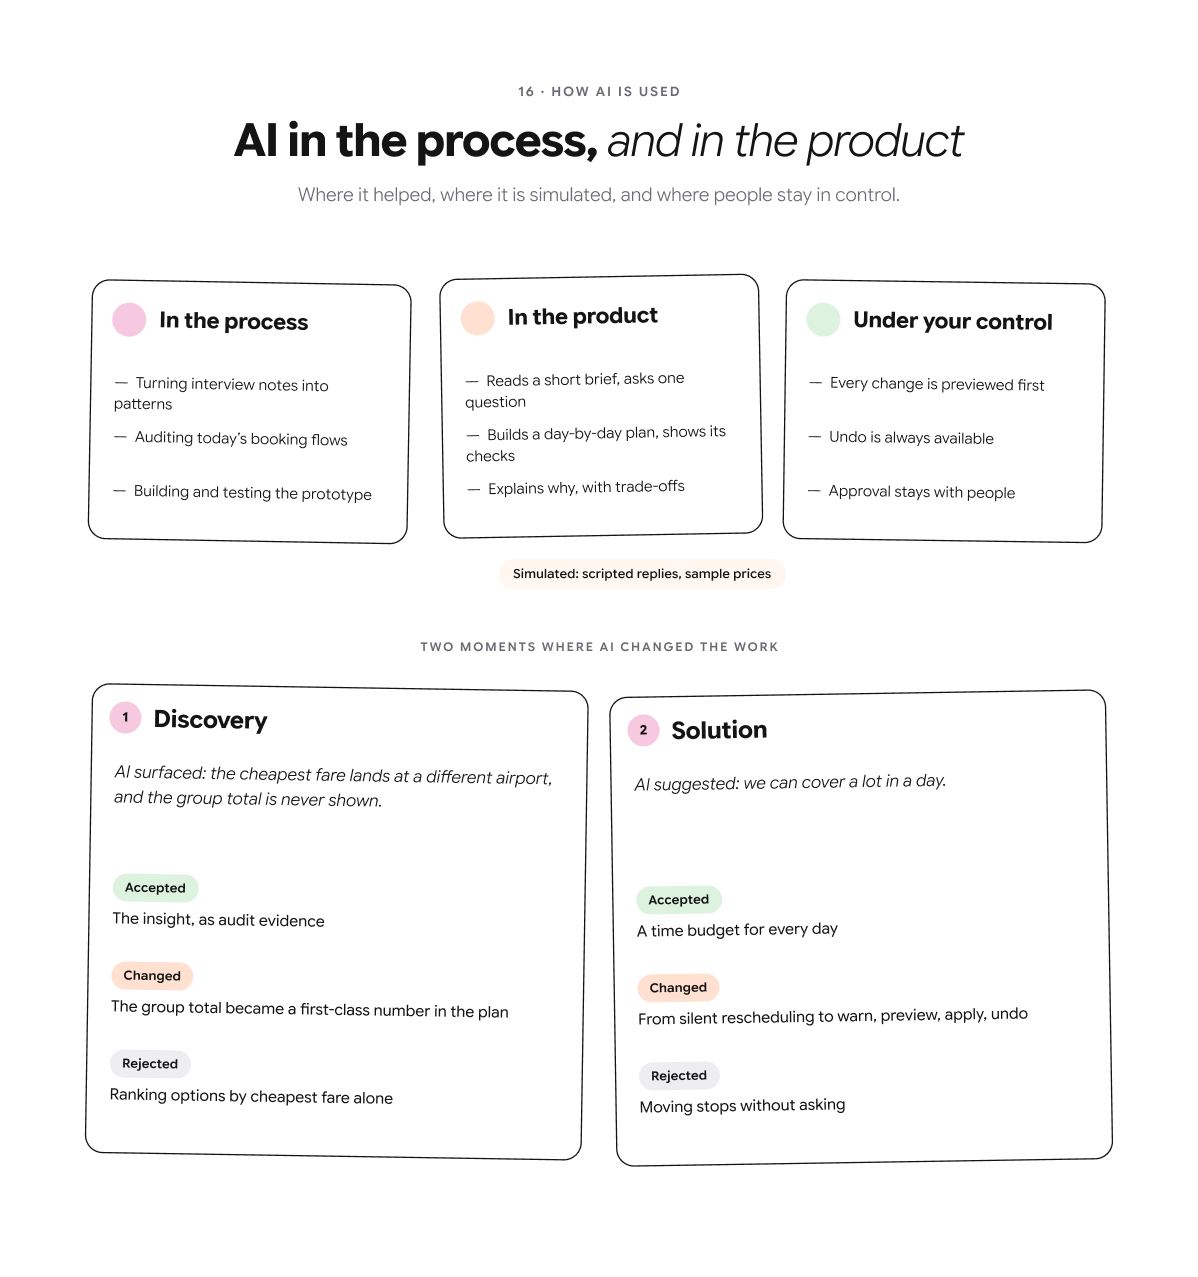 16 · HOW AI IS USED
AI in the process, and in the product
Where it helped, where it is simulated, and where people stay in control.
In the process
— Turning interview notes into
patterns
— Auditing today’s booking flows
— Building and testing the prototype
In the product
— Reads a short brief, asks one
question
— Builds a day-by-day plan, shows its
checks
— Explains why, with trade-offs
Under your control
— Every change is previewed first
— Undo is always available
— Approval stays with people
Simulated: scripted replies, sample prices
TWO MOMENTS WHERE AI CHANGED THE WORK
1 Discovery
AI surfaced: the cheapest fare lands at a different airport,
and the group total is never shown.
Accepted
The insight, as audit evidence
Changed
The group total became a first-class number in the plan
Rejected
Ranking options by cheapest fare alone
2 Solution
AI suggested: we can cover a lot in a day.
Accepted
A time budget for every day
Changed
From silent rescheduling to warn, preview, apply, undo
Rejected
Moving stops without asking